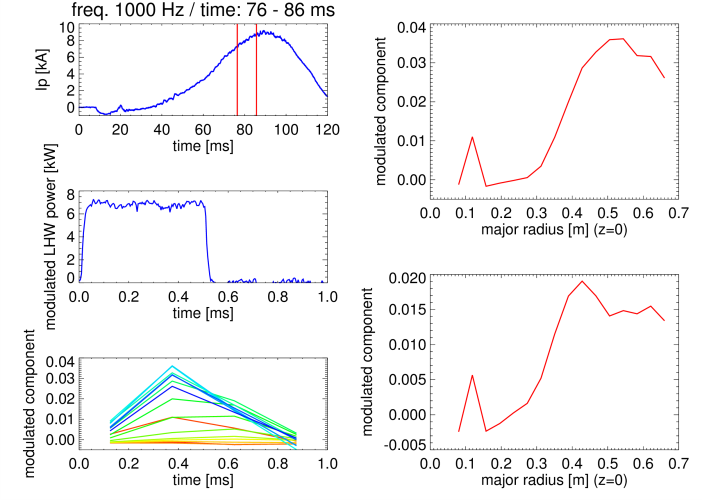 freq. 1000 Hz / time: 76 - 86 ms
Ip [kA]
10
8
6
4
2
0
0 20 40 60 80 100 120
time [ms]
modulated LHW power [kW]
8
6
4
2
0
0.0 0.2 0.4 0.6 0.8 1.0
time [ms]
modulated component
0.04
0.03
0.02
0.01
0.00
0.0 0.2 0.4 0.6 0.8 1.0
time [ms]
modulated component
0.04
0.03
0.02
0.01
0.00
0.0 0.1 0.2 0.3 0.4 0.5 0.6 0.7
major radius [m] (z=0)
modulated component
0.020
0.015
0.010
0.005
0.000
-0.005
0.0 0.1 0.2 0.3 0.4 0.5 0.6 0.7
major radius [m] (z=0)